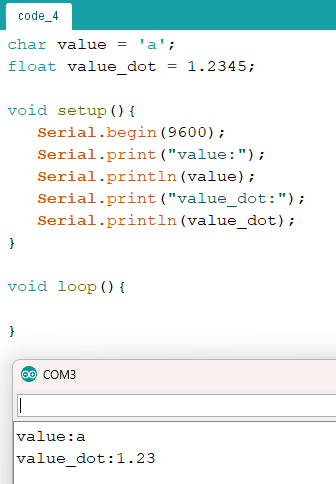 code_4
char value = 'a';
float value_dot = 1.2345;
void setup(){
Serial.begin(9600);
Serial.print("value:");
Serial.println(value);
Serial.print("value_dot:");
Serial.println(value_dot);
}
void loop(){
}
COM3
value:a
value_dot:1.23